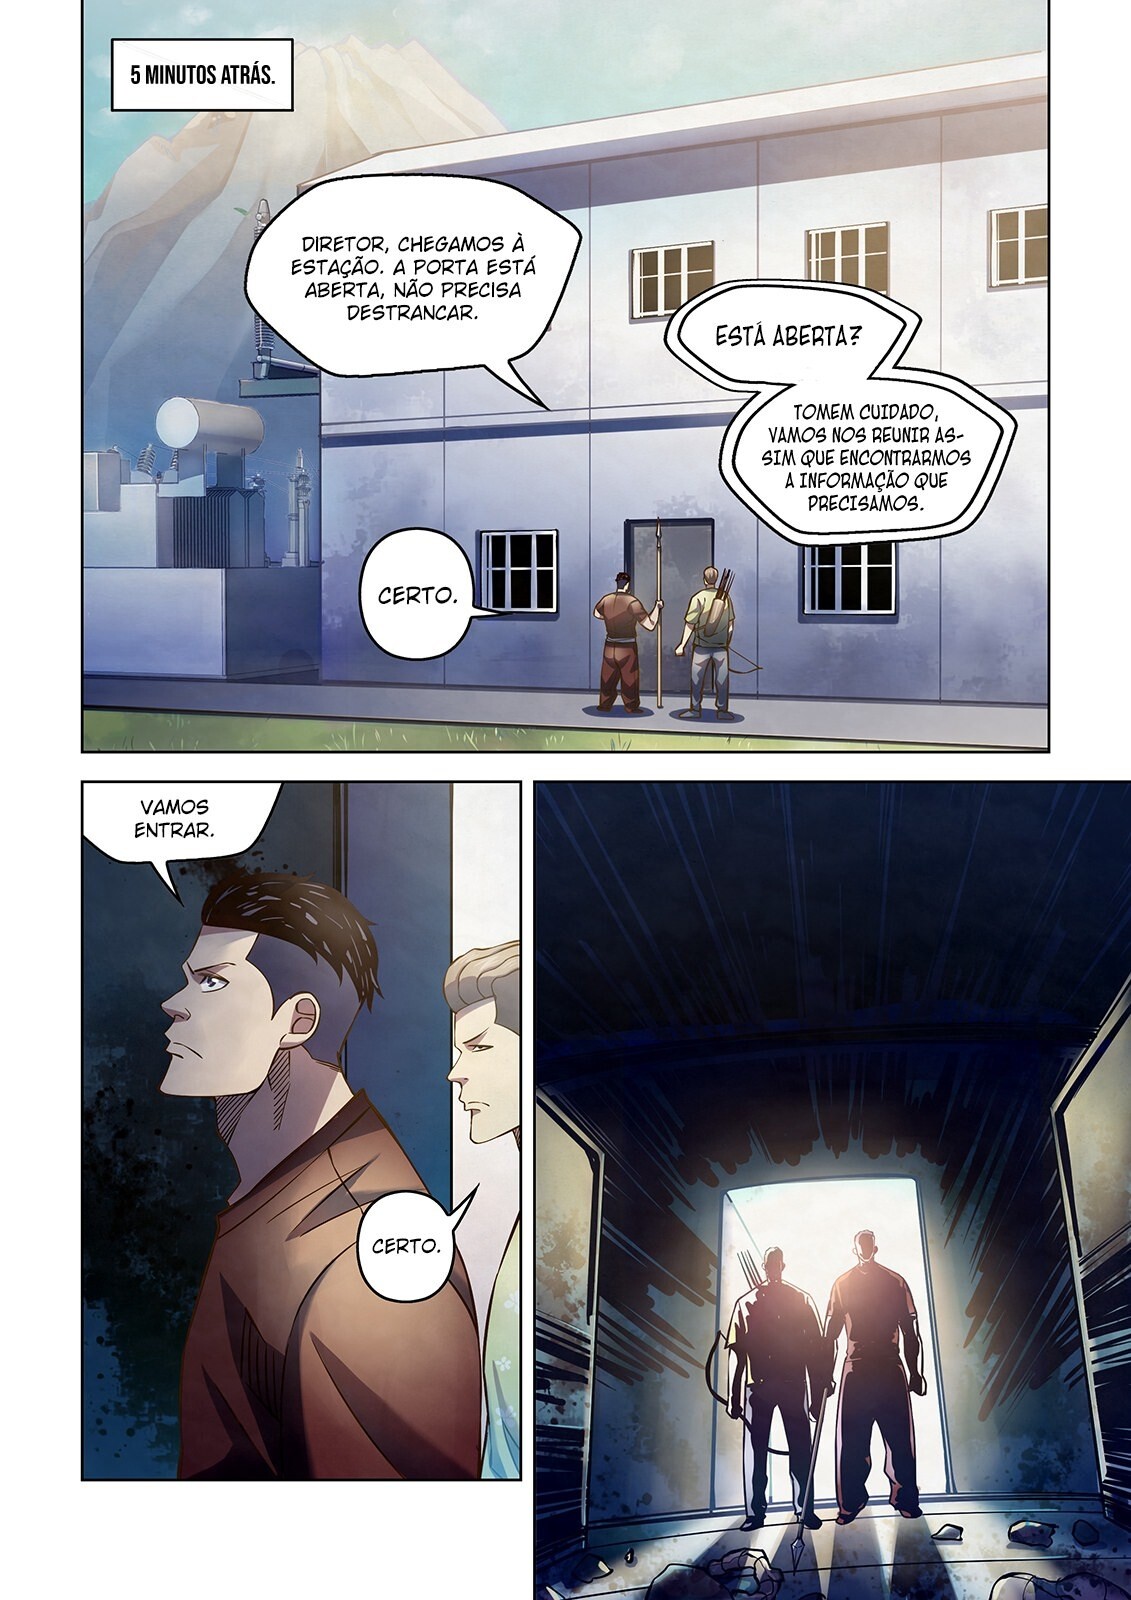 5 MINUTOS ATRÁS.
DIRETOR, CHEGAMOS À
ESTAÇÃO. A PORTA ESTÁ
ABERTA, NÃO PRECISA
DESTRANCAR.
ESTÁ ABERTA?
TOMEM CUIDADO,
VAMOS NOS REUNIR AS-
SIM QUE ENCONTRARMOS
A INFORMAÇÃO QUE
PRECISAMOS.
CERTO.
VAMOS
ENTRAR.
CERTO.